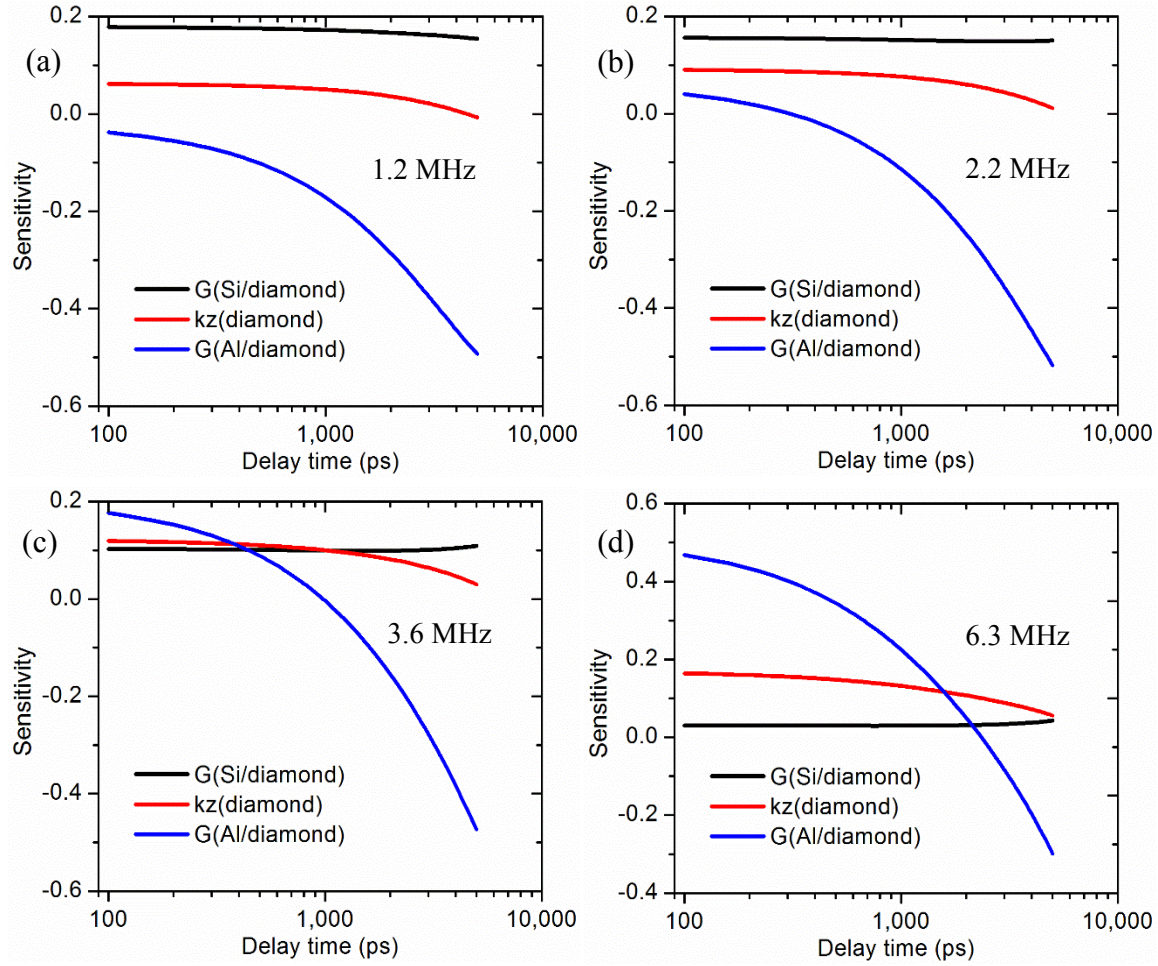 (a)
0.2
0.0
-0.2
-0.4
-0.6
Sensitivity
1.2 MHz
G(Si/diamond)
kz(diamond)
G(Al/diamond)
100
1,000
10,000
Delay time (ps)
(b)
0.2
0.0
-0.2
-0.4
-0.6
Sensitivity
2.2 MHz
G(Si/diamond)
kz(diamond)
G(Al/diamond)
100
1,000
10,000
Delay time (ps)
(c)
0.2
0.0
-0.2
-0.4
-0.6
Sensitivity
3.6 MHz
G(Si/diamond)
kz(diamond)
G(Al/diamond)
100
1,000
10,000
Delay time (ps)
(d)
0.6
0.4
0.2
0.0
-0.2
-0.4
Sensitivity
6.3 MHz
G(Si/diamond)
kz(diamond)
G(Al/diamond)
100
1,000
10,000
Delay time (ps)